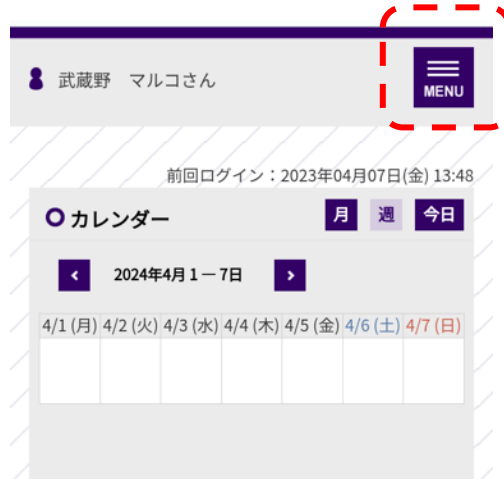 武蔵野 マルコさん
MENU
前回ログイン：2023年04月07日(金) 13:48
カレンダー
月 週 今日
2024年4月 1 — 7日
4/1 (月) 4/2 (火) 4/3 (水) 4/4 (木) 4/5 (金) 4/6 (土) 4/7 (日)